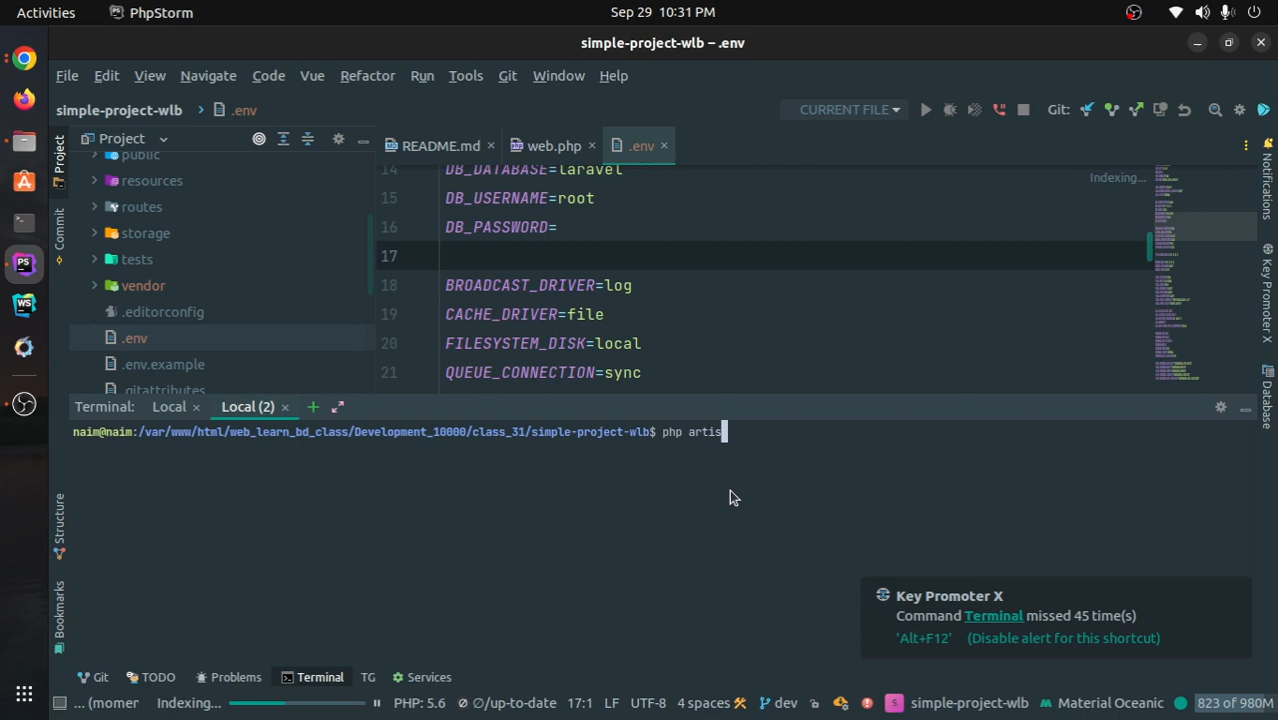 Activities PhpStorm Sep 29 10:31 PM
simple-project-wlb – .env
File Edit View Navigate Code Vue Refactor Run Tools Git Window Help
simple-project-wlb .env CURRENT FILE Git:
Project Project README.md web.php .env Notifications
public 14 DB_DATABASE=laravel Indexing...
resources 15 DB_USERNAME=root
routes 16 DB_PASSWORD=
Commit storage 17
tests
vendor 18 BROADCAST_DRIVER=log Key Promoter X
.editorconfig 19 CACHE_DRIVER=file
.env 20 FILESYSTEM_DISK=local
.env.example 21 QUEUE_CONNECTION=sync Database
.gitattributes
Terminal: Local Local (2)
naim@naim:/var/www/html/web_learn_bd_class/Development_10000/class_31/simple-project-wlb$ php artis
Structure
Bookmarks
Key Promoter X
Command Terminal missed 45 time(s)
'Alt+F12' (Disable alert for this shortcut)
Git TODO Problems Terminal TG Services
... (momer Indexing... PHP: 5.6 ∅/up-to-date 17:1 LF UTF-8 4 spaces dev S simple-project-wlb Material Oceanic 823 of 980M